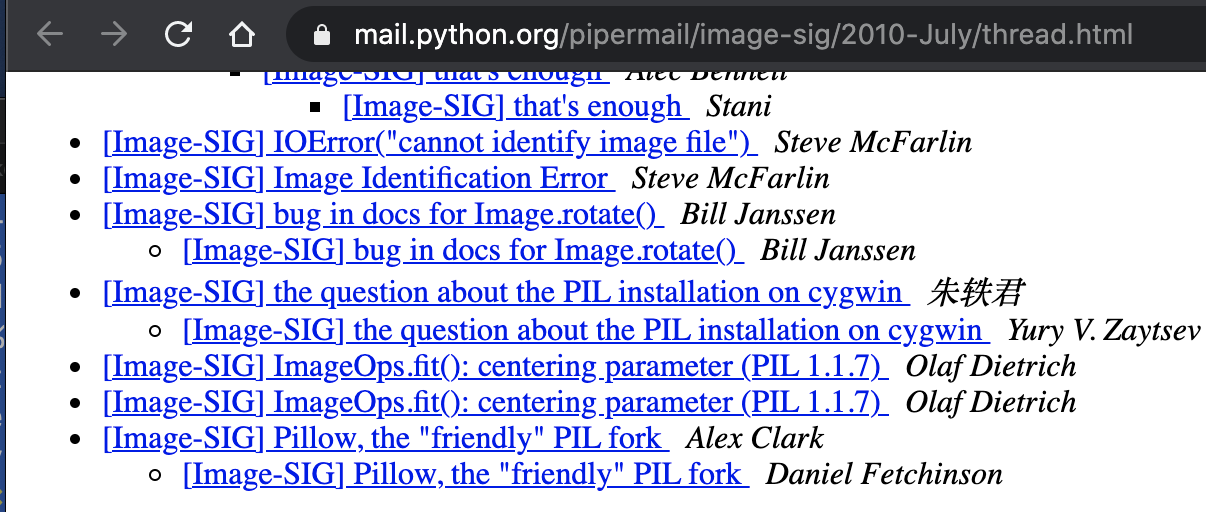 mail.python.org/pipermail/image-sig/2010-July/thread.html
[Image-SIG] that's enough Alec Bennett
[Image-SIG] that's enough Stani
[Image-SIG] IOError("cannot identify image file") Steve McFarlin
[Image-SIG] Image Identification Error Steve McFarlin
[Image-SIG] bug in docs for Image.rotate() Bill Janssen
[Image-SIG] bug in docs for Image.rotate() Bill Janssen
[Image-SIG] the question about the PIL installation on cygwin 朱轶君
[Image-SIG] the question about the PIL installation on cygwin Yury V. Zaytsev
[Image-SIG] ImageOps.fit(): centering parameter (PIL 1.1.7) Olaf Dietrich
[Image-SIG] ImageOps.fit(): centering parameter (PIL 1.1.7) Olaf Dietrich
[Image-SIG] Pillow, the "friendly" PIL fork Alex Clark
[Image-SIG] Pillow, the "friendly" PIL fork Daniel Fetchinson